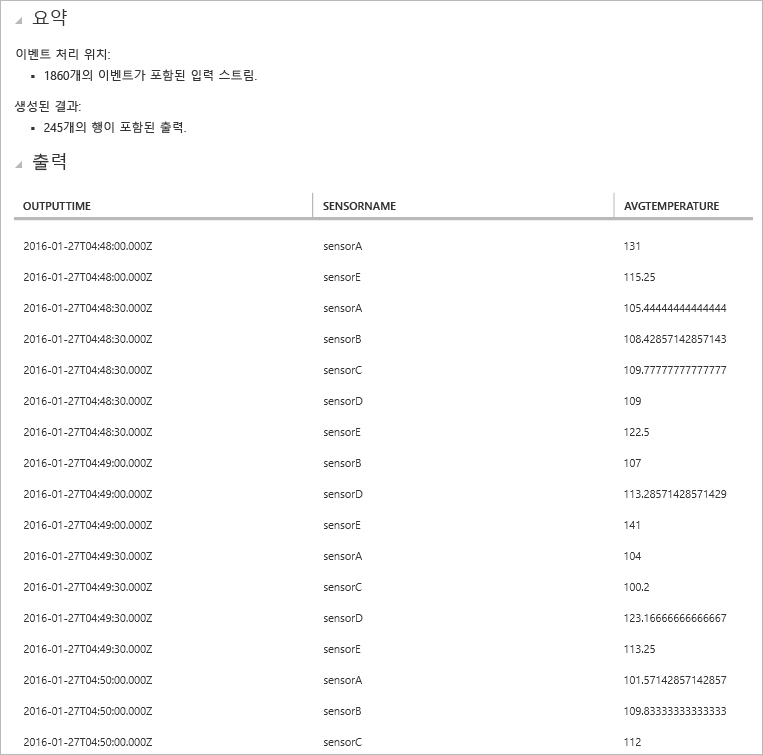 요약
이벤트 처리 위치:
▪ 1860개의 이벤트가 포함된 입력 스트림.
생성된 결과:
▪ 245개의 행이 포함된 출력.
출력
OUTPUTTIME SENSORNAME AVGTEMPERATURE
2016-01-27T04:48:00.000Z sensorA 131
2016-01-27T04:48:00.000Z sensorE 115.25
2016-01-27T04:48:30.000Z sensorA 105.44444444444444
2016-01-27T04:48:30.000Z sensorB 108.42857142857143
2016-01-27T04:48:30.000Z sensorC 109.77777777777777
2016-01-27T04:48:30.000Z sensorD 109
2016-01-27T04:48:30.000Z sensorE 122.5
2016-01-27T04:49:00.000Z sensorB 107
2016-01-27T04:49:00.000Z sensorD 113.28571428571429
2016-01-27T04:49:00.000Z sensorE 141
2016-01-27T04:49:30.000Z sensorA 104
2016-01-27T04:49:30.000Z sensorC 100.2
2016-01-27T04:49:30.000Z sensorD 123.16666666666667
2016-01-27T04:49:30.000Z sensorE 113.25
2016-01-27T04:50:00.000Z sensorA 101.57142857142857
2016-01-27T04:50:00.000Z sensorB 109.83333333333333
2016-01-27T04:50:00.000Z sensorC 112